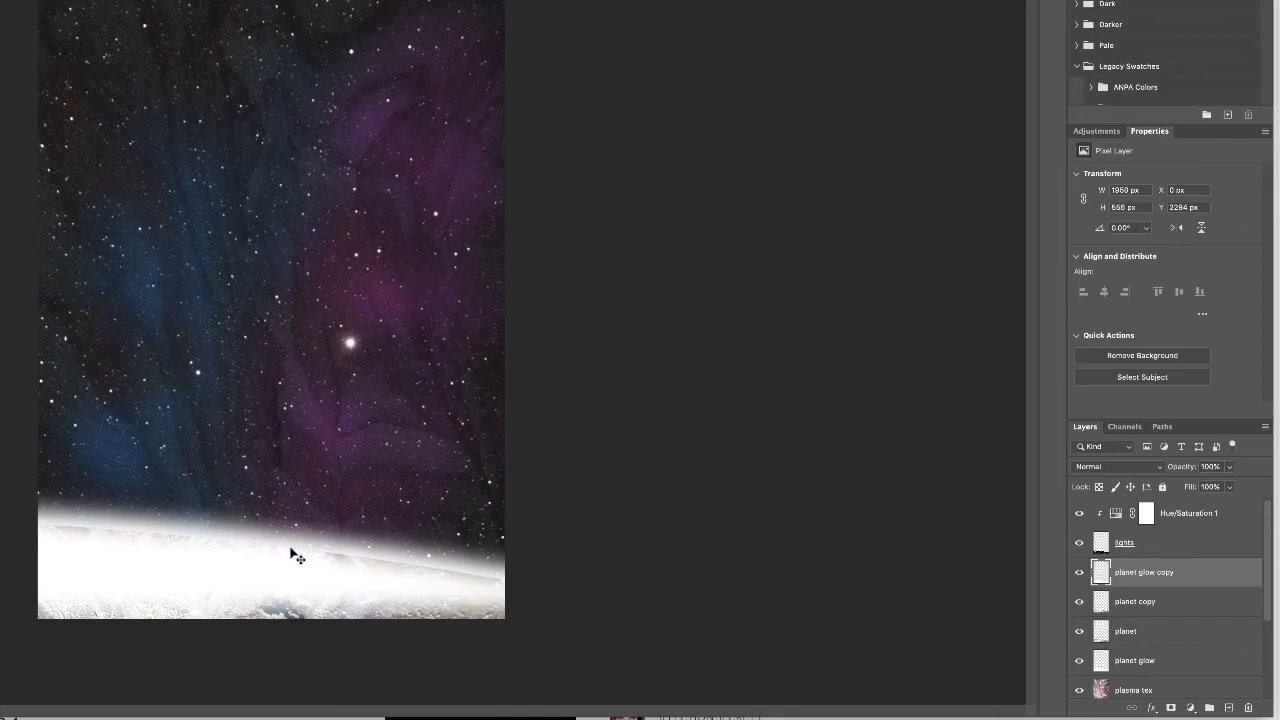 Dark
Darker
Pale
Legacy Swatches
ANPA Colors
Adjustments Properties
Pixel Layer
Transform
W 1950 px X 0 px
H 556 px Y 2294 px
0.00°
Align and Distribute
Align:
Quick Actions
Remove Background
Select Subject
Layers Channels Paths
Kind
Normal Opacity: 100%
Lock: Fill: 100%
Hue/Saturation 1
lights
planet glow copy
planet copy
planet
planet glow
plasma tex
fx